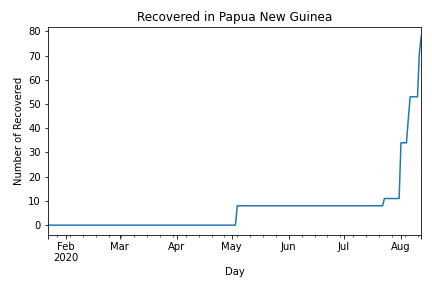 Recovered in Papua New Guinea
80
70
60
50
40
30
20
10
0
Number of Recovered
Feb Mar Apr May Jun Jul Aug
2020
Day